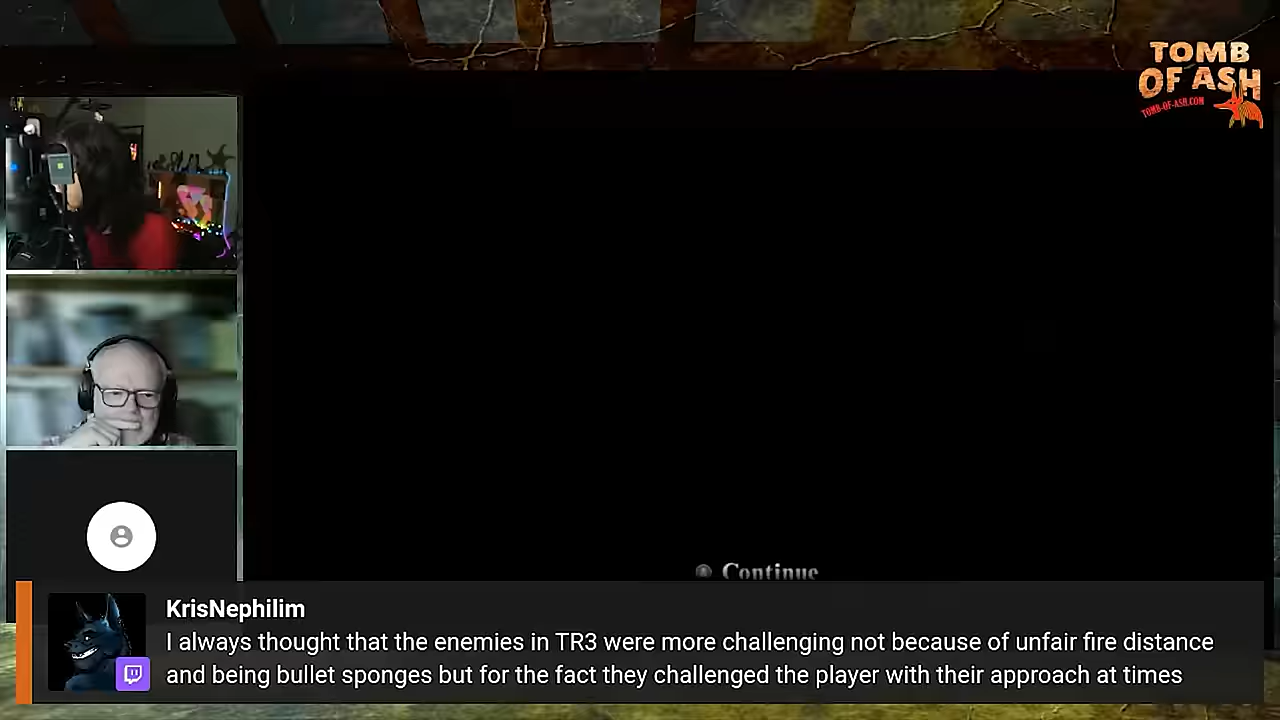 TOMB
OF ASH
TOMB-OF-ASH.COM
Continue
KrisNephilim
I always thought that the enemies in TR3 were more challenging not because of unfair fire distance
and being bullet sponges but for the fact they challenged the player with their approach at times